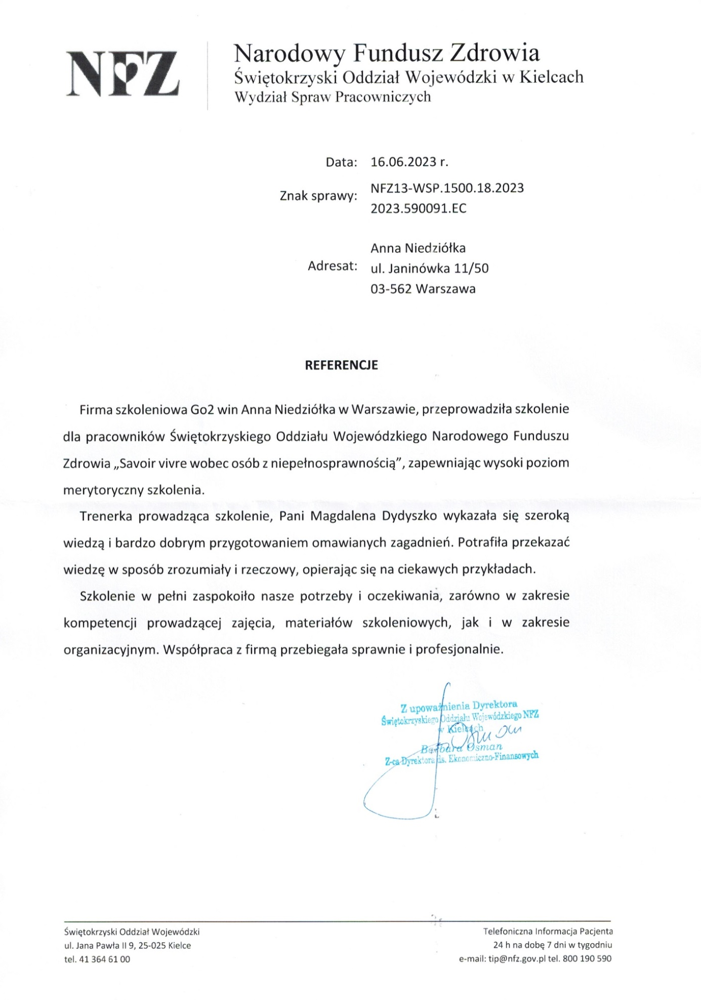 NFZ
Narodowy Fundusz Zdrowia
Świętokrzyski Oddział Wojewódzki w Kielcach
Wydział Spraw Pracowniczych
Data: 16.06.2023 r.
Znak sprawy: NFZ13-WSP.1500.18.2023
2023.590091.EC
Adresat: Anna Niedziółka
ul. Janinówka 11/50
03-562 Warszawa
REFERENCJE
Firma szkoleniowa Go2 win Anna Niedziółka w Warszawie, przeprowadziła szkolenie
dla pracowników Świętokrzyskiego Oddziału Wojewódzkiego Narodowego Funduszu
Zdrowia „Savoir vivre wobec osób z niepełnosprawnością”, zapewniając wysoki poziom
merytoryczny szkolenia.
Trenerka prowadząca szkolenie, Pani Magdalena Dydyszko wykazała się szeroką
wiedzą i bardzo dobrym przygotowaniem omawianych zagadnień. Potrafiła przekazać
wiedzę w sposób zrozumiały i rzeczowy, opierając się na ciekawych przykładach.
Szkolenie w pełni zaspokoiło nasze potrzeby i oczekiwania, zarówno w zakresie
kompetencji prowadzącej zajęcia, materiałów szkoleniowych, jak i w zakresie
organizacyjnym. Współpraca z firmą przebiegała sprawnie i profesjonalnie.
Z upoważnienia Dyrektora
Świętokrzyskiego Oddziału Wojewódzkiego NFZ
w Kielcach
Osman
Barbara Osman
Z-ca Dyrektora ds. Ekonomiczno-Finansowych
Świętokrzyski Oddział Wojewódzki
ul. Jana Pawła II 9, 25-025 Kielce
tel. 41 364 61 00
Telefoniczna Informacja Pacjenta
24 h na dobę 7 dni w tygodniu
e-mail: tip@nfz.gov.pl tel. 800 190 590